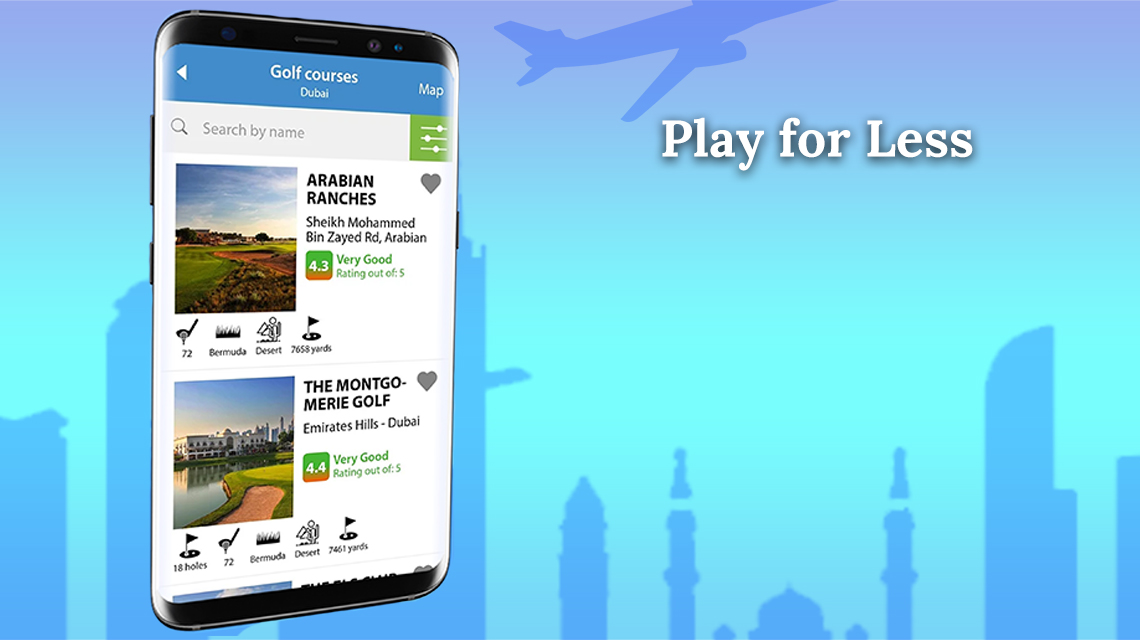 Golf courses
Dubai
Map
Search by name
ARABIAN
RANCHES
Sheikh Mohammed
Bin Zayed Rd, Arabian
4.3
Very Good
Rating out of: 5
72
Bermuda
Desert
7658 yards
THE MONTGO-
MERIE GOLF
Emirates Hills - Dubai
4.4
Very Good
Rating out of: 5
18 holes
72
Bermuda
Desert
7461 yards
Play for Less